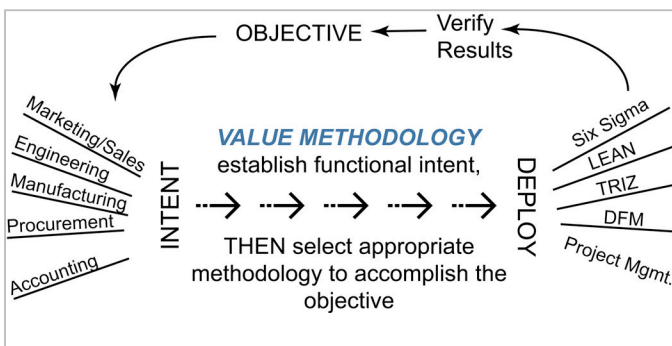 OBJECTIVE
Verify
Results
Marketing/Sales
Engineering
Manufacturing
Procurement
Accounting
INTENT
VALUE METHODOLOGY
establish functional intent,
THEN select appropriate
methodology to accomplish the
objective
DEPLOY
Six Sigma
LEAN
TRIZ
DFM
Project Mgmt.